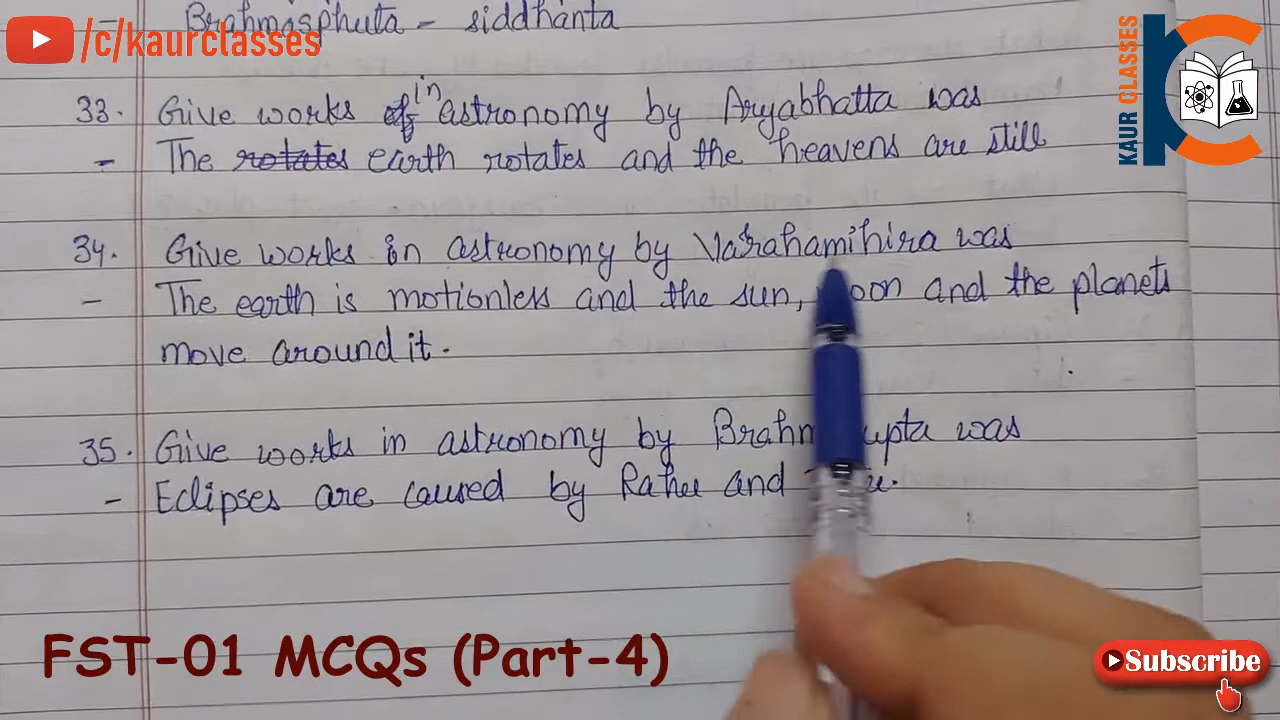 - Brahmasphuta - siddhanta
/c/kaurclasses
KAUR CLASSES
33. Give works in astronomy by Aryabhatta was
- The rotates earth rotates and the heavens are still
34. Give works in astronomy by Varahamihira was
- The earth is motionless and the sun, moon and the planets
move around it.
35. Give works in astronomy by Brahmagupta was
- Eclipses are caused by Rahu and
FST-01 MCQs (Part-4)
Subscribe